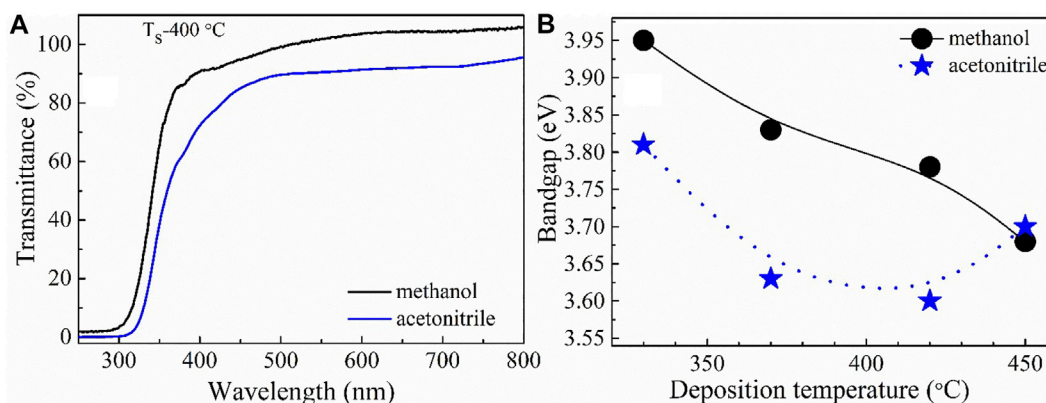 A
T_S-400 °C
Transmittance (%)
100
80
60
40
20
0
methanol
acetonitrile
300
400
500
600
700
800
Wavelength (nm)
B
methanol
acetonitrile
Bandgap (eV)
3.95
3.90
3.85
3.80
3.75
3.70
3.65
3.60
3.55
350
400
450
Deposition temperature (°C)